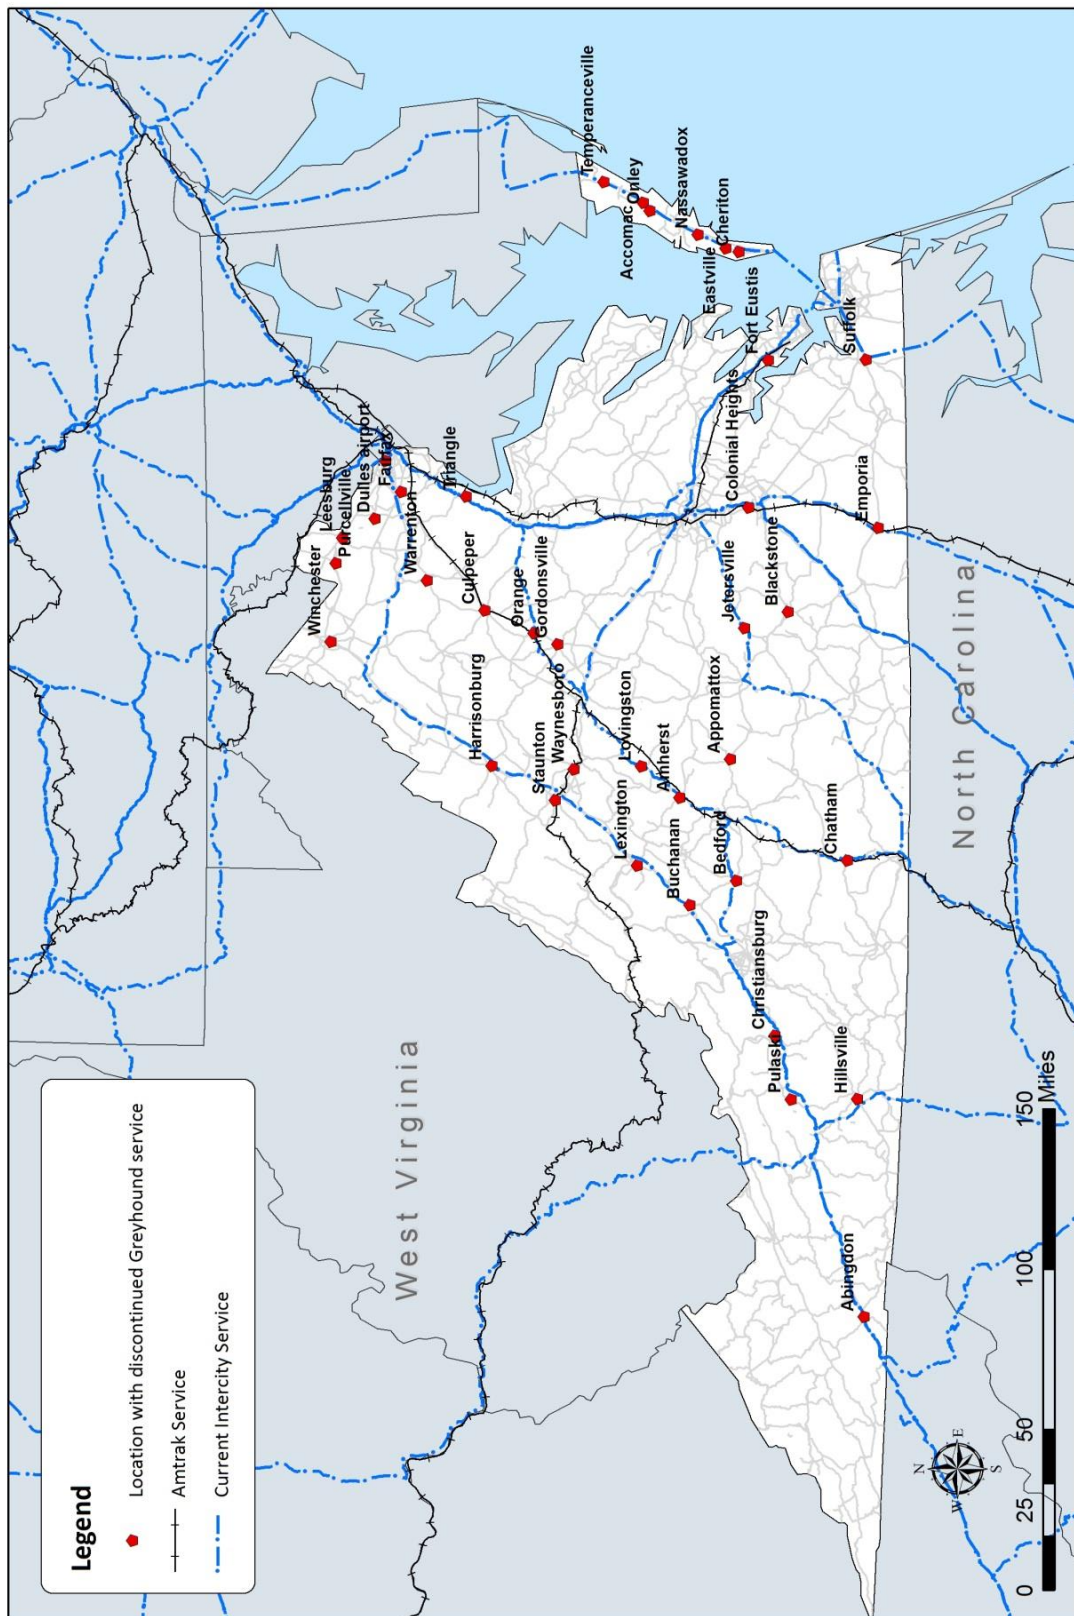 Legend
Location with discontinued Greyhound service
Amtrak Service
Current Intercity Service
West Virginia
North Carolina
Winchester
Leesburg
Purcellville
Dulles airport
Fairfax
Warrenton
Triangle
Culpeper
Orange
Gordonsville
Harrisonburg
Staunton
Waynesboro
Lovingston
Lexington
Amherst
Buchanan
Bedford
Appomattox
Jetersville
Blackstone
Colonial Heights
Fort Eustis
Suffolk
Emporia
Chatham
Christiansburg
Pulaski
Hillsville
Abingdon
Temperanceville
Accomac
Onley
Nassawadox
Eastville
Cheriton
N
E
S
W
0 25 50 100 150
Miles